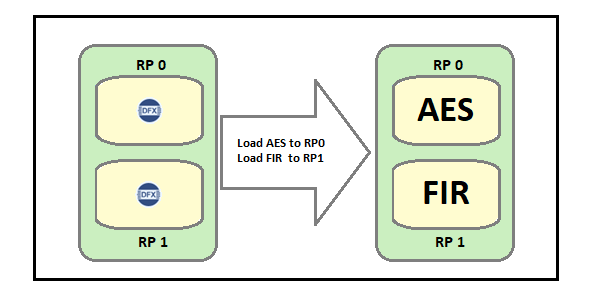 RP 0
DFX
DFX
RP 1
Load AES to RP0
Load FIR  to RP1
RP 0
AES
FIR
RP 1